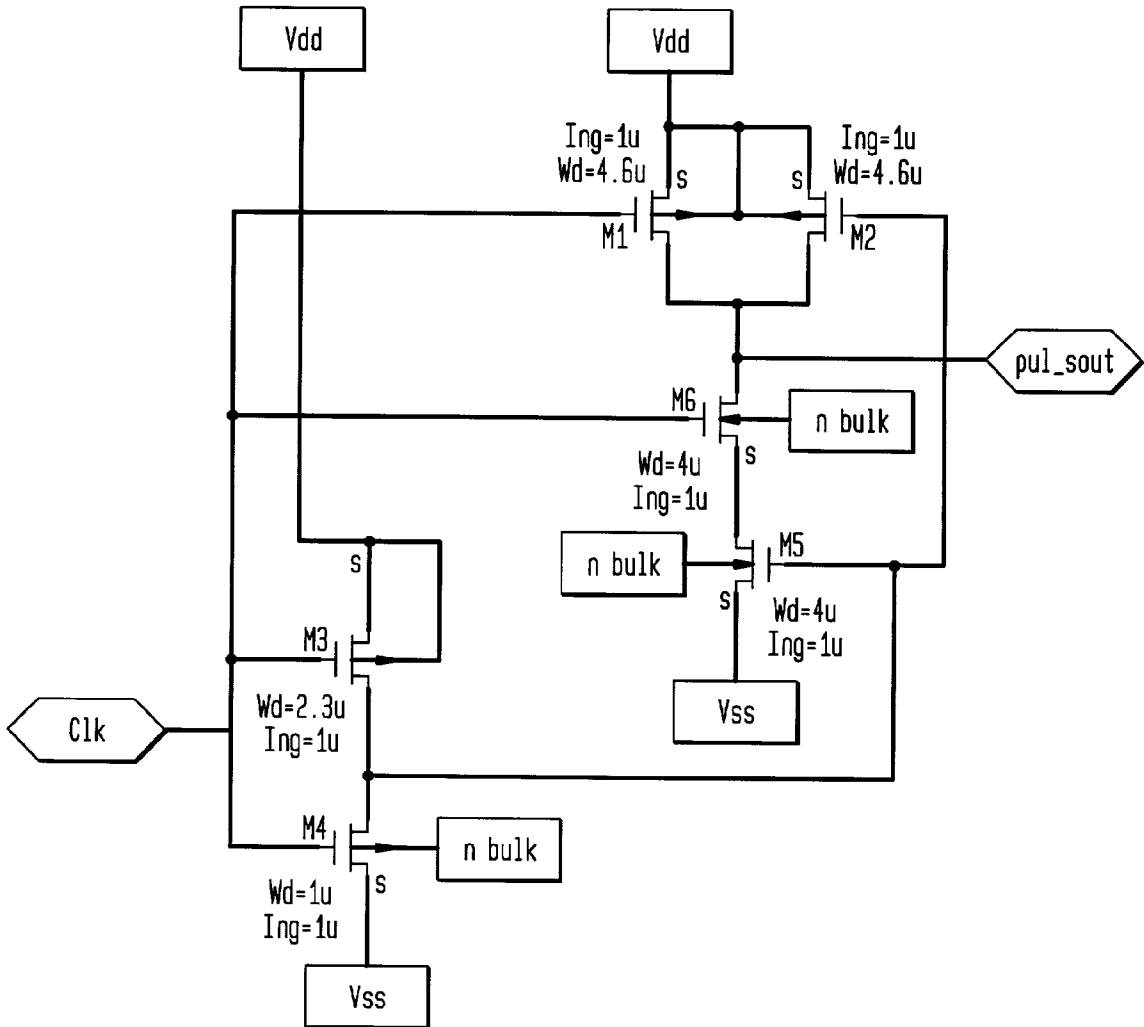 Vdd
Vdd
Ing=1u
Wd=4.6u
Ing=1u
Wd=4.6u
S
S
M1
M2
pul_sout
M6
n bulk
S
Wd=4u
Ing=1u
M5
n bulk
S
Wd=4u
Ing=1u
S
M3
Vss
Wd=2.3u
Ing=1u
Clk
M4
n bulk
S
Wd=1u
Ing=1u
Vss